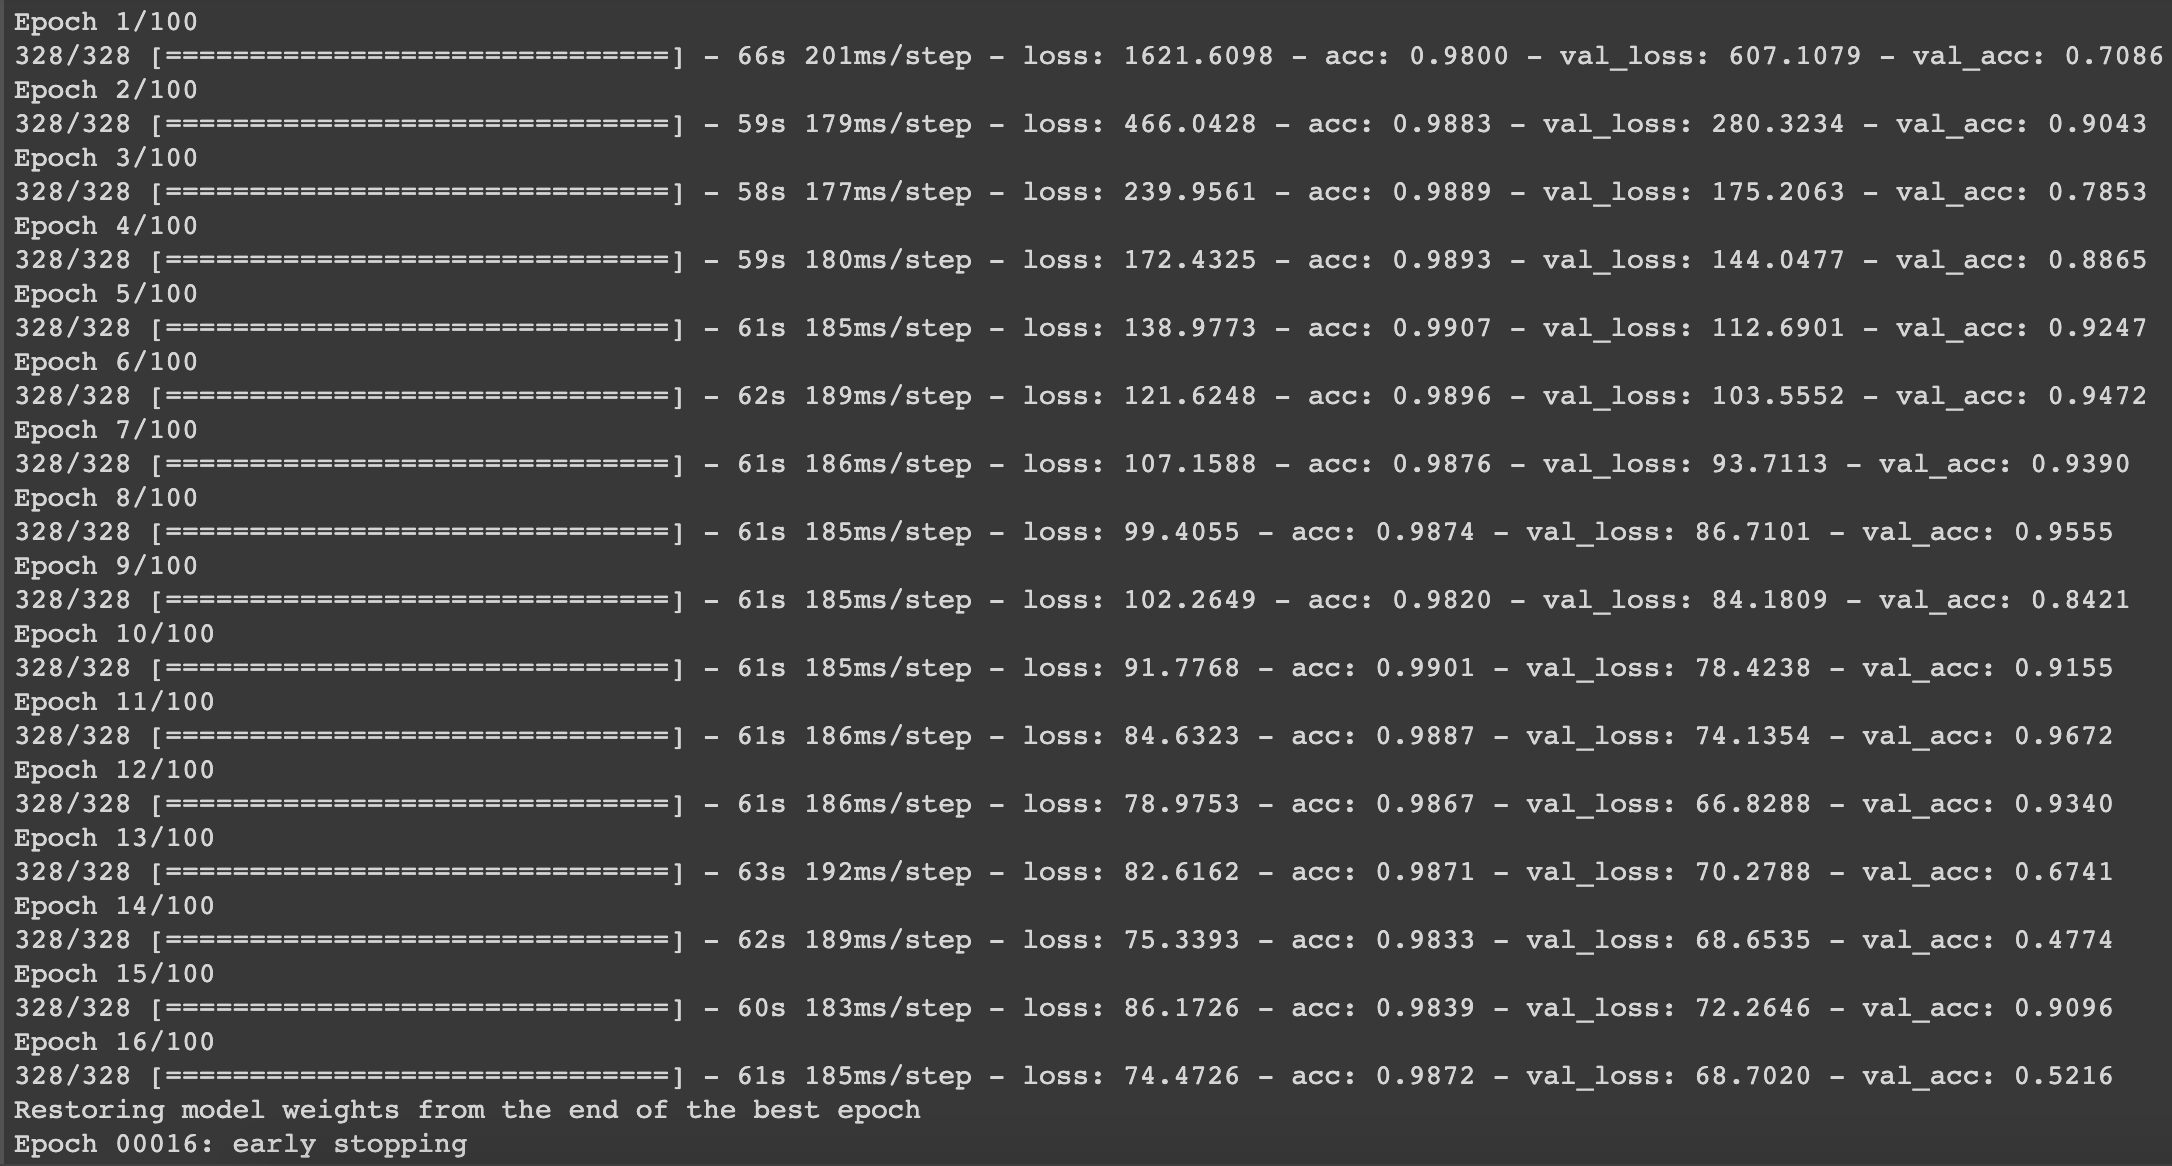 Epoch 1/100
328/328 [==============================] - 66s 201ms/step - loss: 1621.6098 - acc: 0.9800 - val_loss: 607.1079 - val_acc: 0.7086
Epoch 2/100
328/328 [==============================] - 59s 179ms/step - loss: 466.0428 - acc: 0.9883 - val_loss: 280.3234 - val_acc: 0.9043
Epoch 3/100
328/328 [==============================] - 58s 177ms/step - loss: 239.9561 - acc: 0.9889 - val_loss: 175.2063 - val_acc: 0.7853
Epoch 4/100
328/328 [==============================] - 59s 180ms/step - loss: 172.4325 - acc: 0.9893 - val_loss: 144.0477 - val_acc: 0.8865
Epoch 5/100
328/328 [==============================] - 61s 185ms/step - loss: 138.9773 - acc: 0.9907 - val_loss: 112.6901 - val_acc: 0.9247
Epoch 6/100
328/328 [==============================] - 62s 189ms/step - loss: 121.6248 - acc: 0.9896 - val_loss: 103.5552 - val_acc: 0.9472
Epoch 7/100
328/328 [==============================] - 61s 186ms/step - loss: 107.1588 - acc: 0.9876 - val_loss: 93.7113 - val_acc: 0.9390
Epoch 8/100
328/328 [==============================] - 61s 185ms/step - loss: 99.4055 - acc: 0.9874 - val_loss: 86.7101 - val_acc: 0.9555
Epoch 9/100
328/328 [==============================] - 61s 185ms/step - loss: 102.2649 - acc: 0.9820 - val_loss: 84.1809 - val_acc: 0.8421
Epoch 10/100
328/328 [==============================] - 61s 185ms/step - loss: 91.7768 - acc: 0.9901 - val_loss: 78.4238 - val_acc: 0.9155
Epoch 11/100
328/328 [==============================] - 61s 186ms/step - loss: 84.6323 - acc: 0.9887 - val_loss: 74.1354 - val_acc: 0.9672
Epoch 12/100
328/328 [==============================] - 61s 186ms/step - loss: 78.9753 - acc: 0.9867 - val_loss: 66.8288 - val_acc: 0.9340
Epoch 13/100
328/328 [==============================] - 63s 192ms/step - loss: 82.6162 - acc: 0.9871 - val_loss: 70.2788 - val_acc: 0.6741
Epoch 14/100
328/328 [==============================] - 62s 189ms/step - loss: 75.3393 - acc: 0.9833 - val_loss: 68.6535 - val_acc: 0.4774
Epoch 15/100
328/328 [==============================] - 60s 183ms/step - loss: 86.1726 - acc: 0.9839 - val_loss: 72.2646 - val_acc: 0.9096
Epoch 16/100
328/328 [==============================] - 61s 185ms/step - loss: 74.4726 - acc: 0.9872 - val_loss: 68.7020 - val_acc: 0.5216
Restoring model weights from the end of the best epoch
Epoch 00016: early stopping